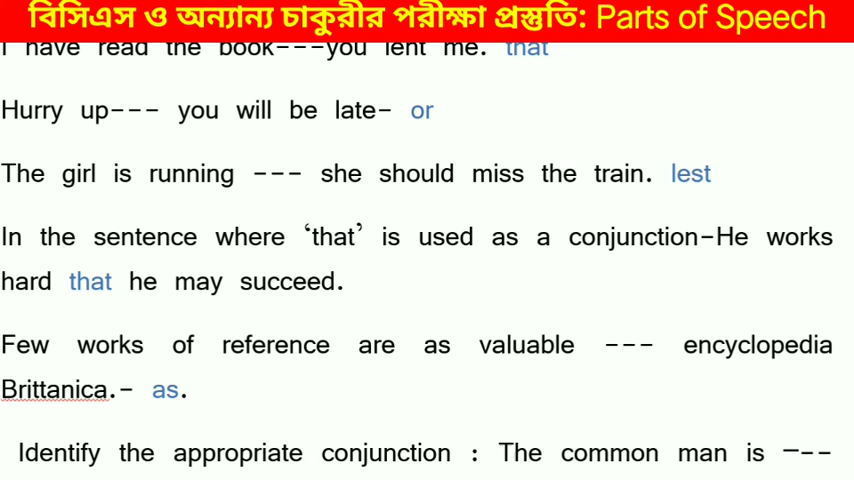 বিসিএস ও অন্যান্য চাকুরীর পরীক্ষা প্রস্তুতি: Parts of Speech
I have read the book---you lent me. that
Hurry up--- you will be late- or
The girl is running --- she should miss the train. lest
In the sentence where ‘that’ is used as a conjunction-He works
hard that he may succeed.
Few works of reference are as valuable --- encyclopedia
Brittanica.- as.
Identify the appropriate conjunction : The common man is –--